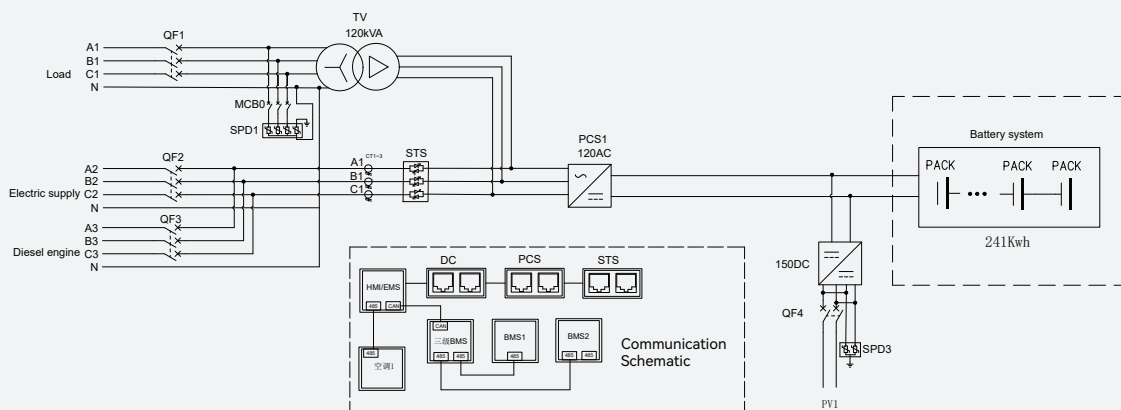 TV
120kVA
QF1
A1
B1
C1
N
Load
MCB0
SPD1
PCS1
120AC
Battery system
PACK
PACK
PACK
241Kwh
QF2
A2
B2
C2
N
Electric supply
A1
B1
C1
CT1~3
STS
QF3
A3
B3
C3
N
Diesel engine
150DC
QF4
SPD3
PV1
DC
PCS
STS
HMI/EMS
485
CAN
CAN
三级BMS
485
485
BMS1
485
BMS2
485
485
485
空调1
Communication
Schematic